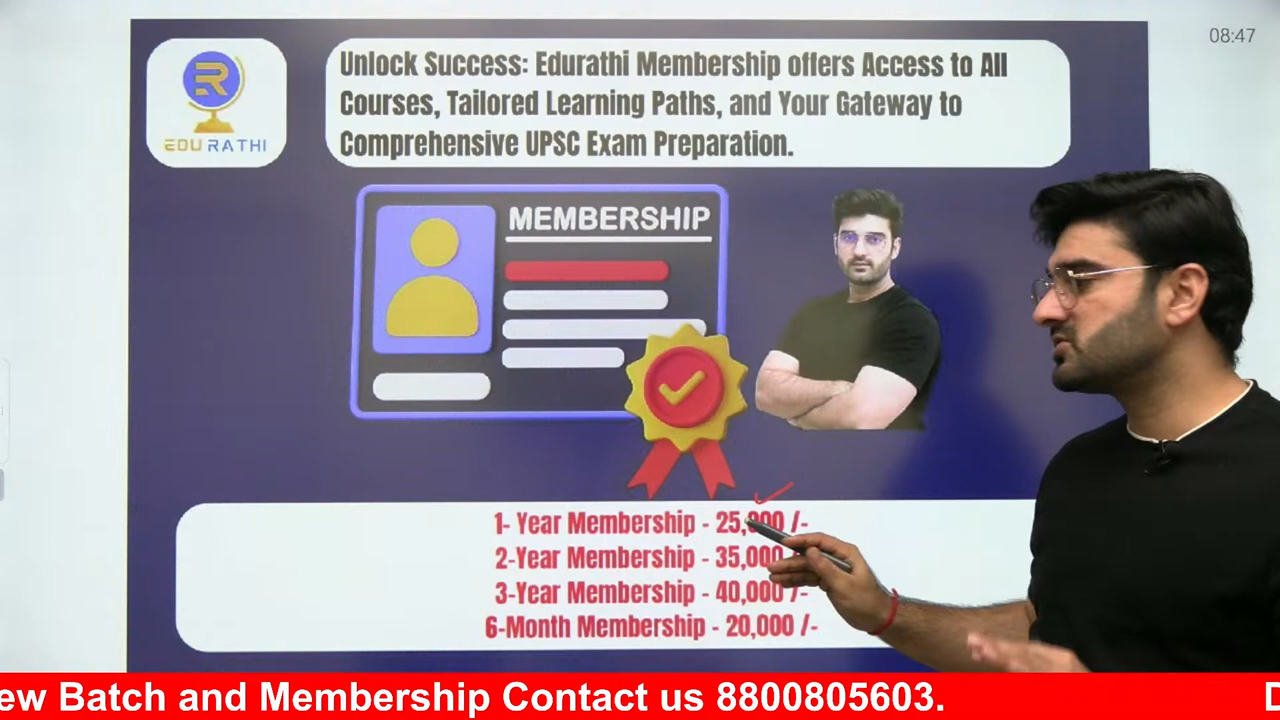 08:47
Unlock Success: Edurathi Membership offers Access to All
Courses, Tailored Learning Paths, and Your Gateway to
Comprehensive UPSC Exam Preparation.
R
EDU RATHI
MEMBERSHIP
1- Year Membership - 25,000 /-
2-Year Membership - 35,000 /-
3-Year Membership - 40,000 /-
6-Month Membership - 20,000 /-
ew Batch and Membership Contact us 8800805603.
D